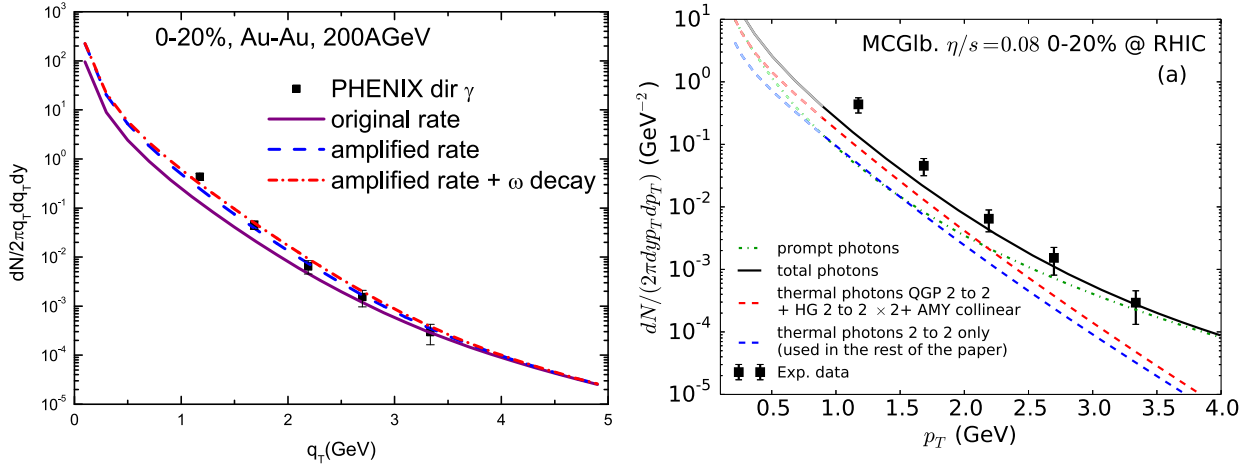 0-20%, Au-Au, 200AGeV
PHENIX dir γ
original rate
amplified rate
amplified rate + ω decay
dN/2πq_T dq_T dy
10^3
10^2
10^1
10^0
10^-1
10^-2
10^-3
10^-4
10^-5
0
1
2
3
4
5
q_T(GeV)
MCGlb. η/s=0.08 0-20% @ RHIC
(a)
dN/(2πdyp_T dp_T) (GeV^-2)
10^1
10^0
10^-1
10^-2
10^-3
10^-4
10^-5
prompt photons
total photons
thermal photons QGP 2 to 2
+ HG 2 to 2 ×2+ AMY collinear
thermal photons 2 to 2 only
(used in the rest of the paper)
Exp. data
0.5
1.0
1.5
2.0
2.5
3.0
3.5
4.0
p_T (GeV)